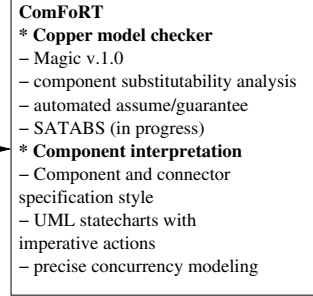 ComFoRT
* Copper model checker
− Magic v.1.0
− component substitutability analysis
− automated assume/guarantee
− SATABS (in progress)
* Component interpretation
− Component and connector
specification style
− UML statecharts with
imperative actions
− precise concurrency modeling